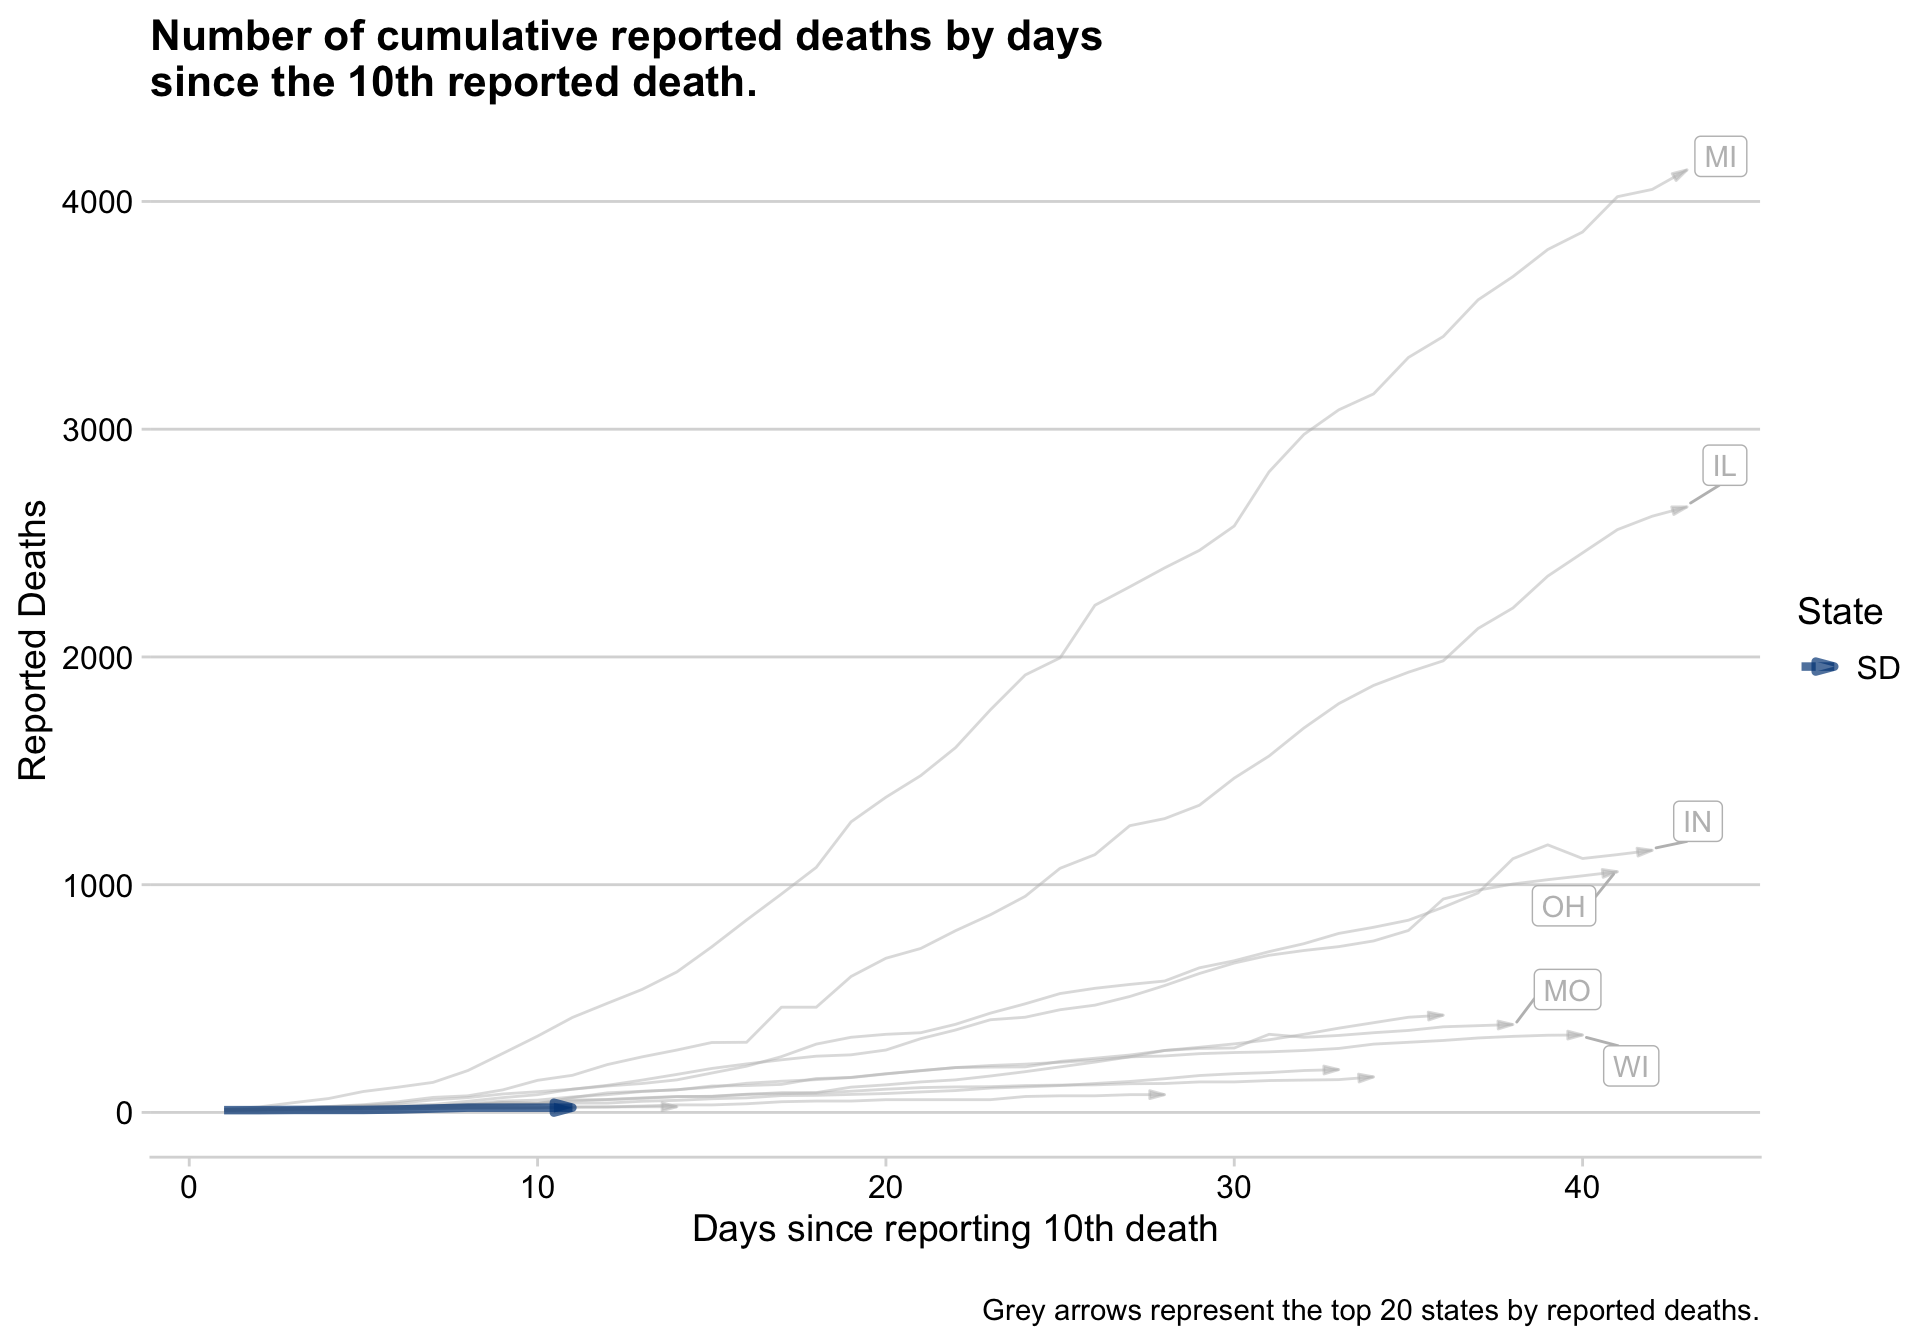 Number of cumulative reported deaths by days
since the 10th reported death.
MI
4000
3000
IL
Reported Deaths
State
2000
SD
IN
1000
OH
MO
WI
0
0 10 20 30 40
Days since reporting 10th death
Grey arrows represent the top 20 states by reported deaths.